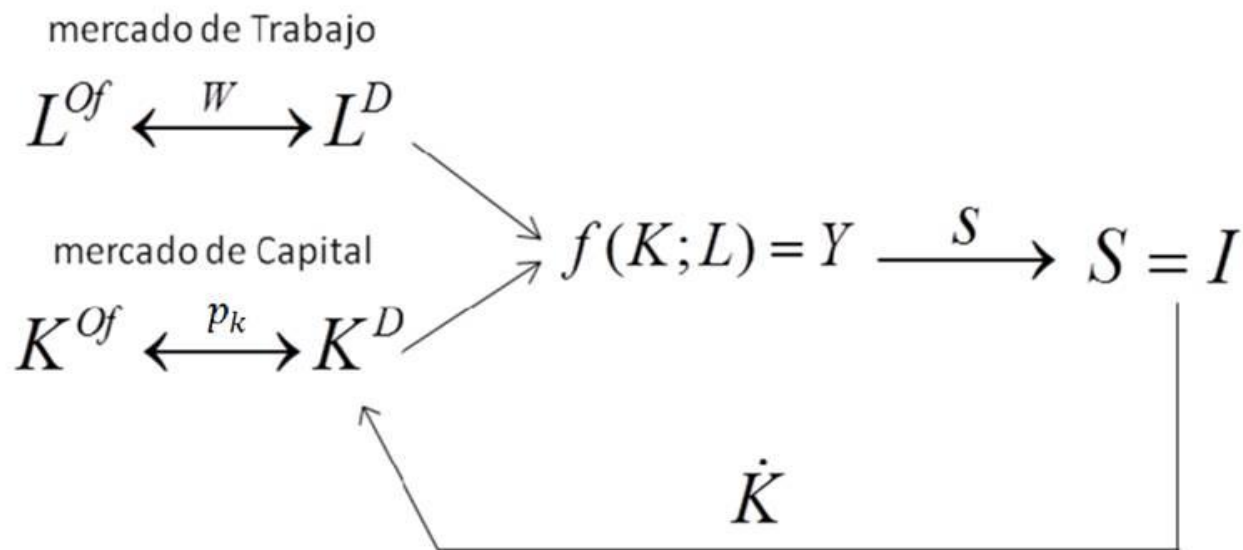 mercado de Trabajo
L^{Of} ⟷ W L^{D}
mercado de Capital
K^{Of} ⟷ p_k K^{D}
f(K;L) = Y ⟶ S S = I
K̇